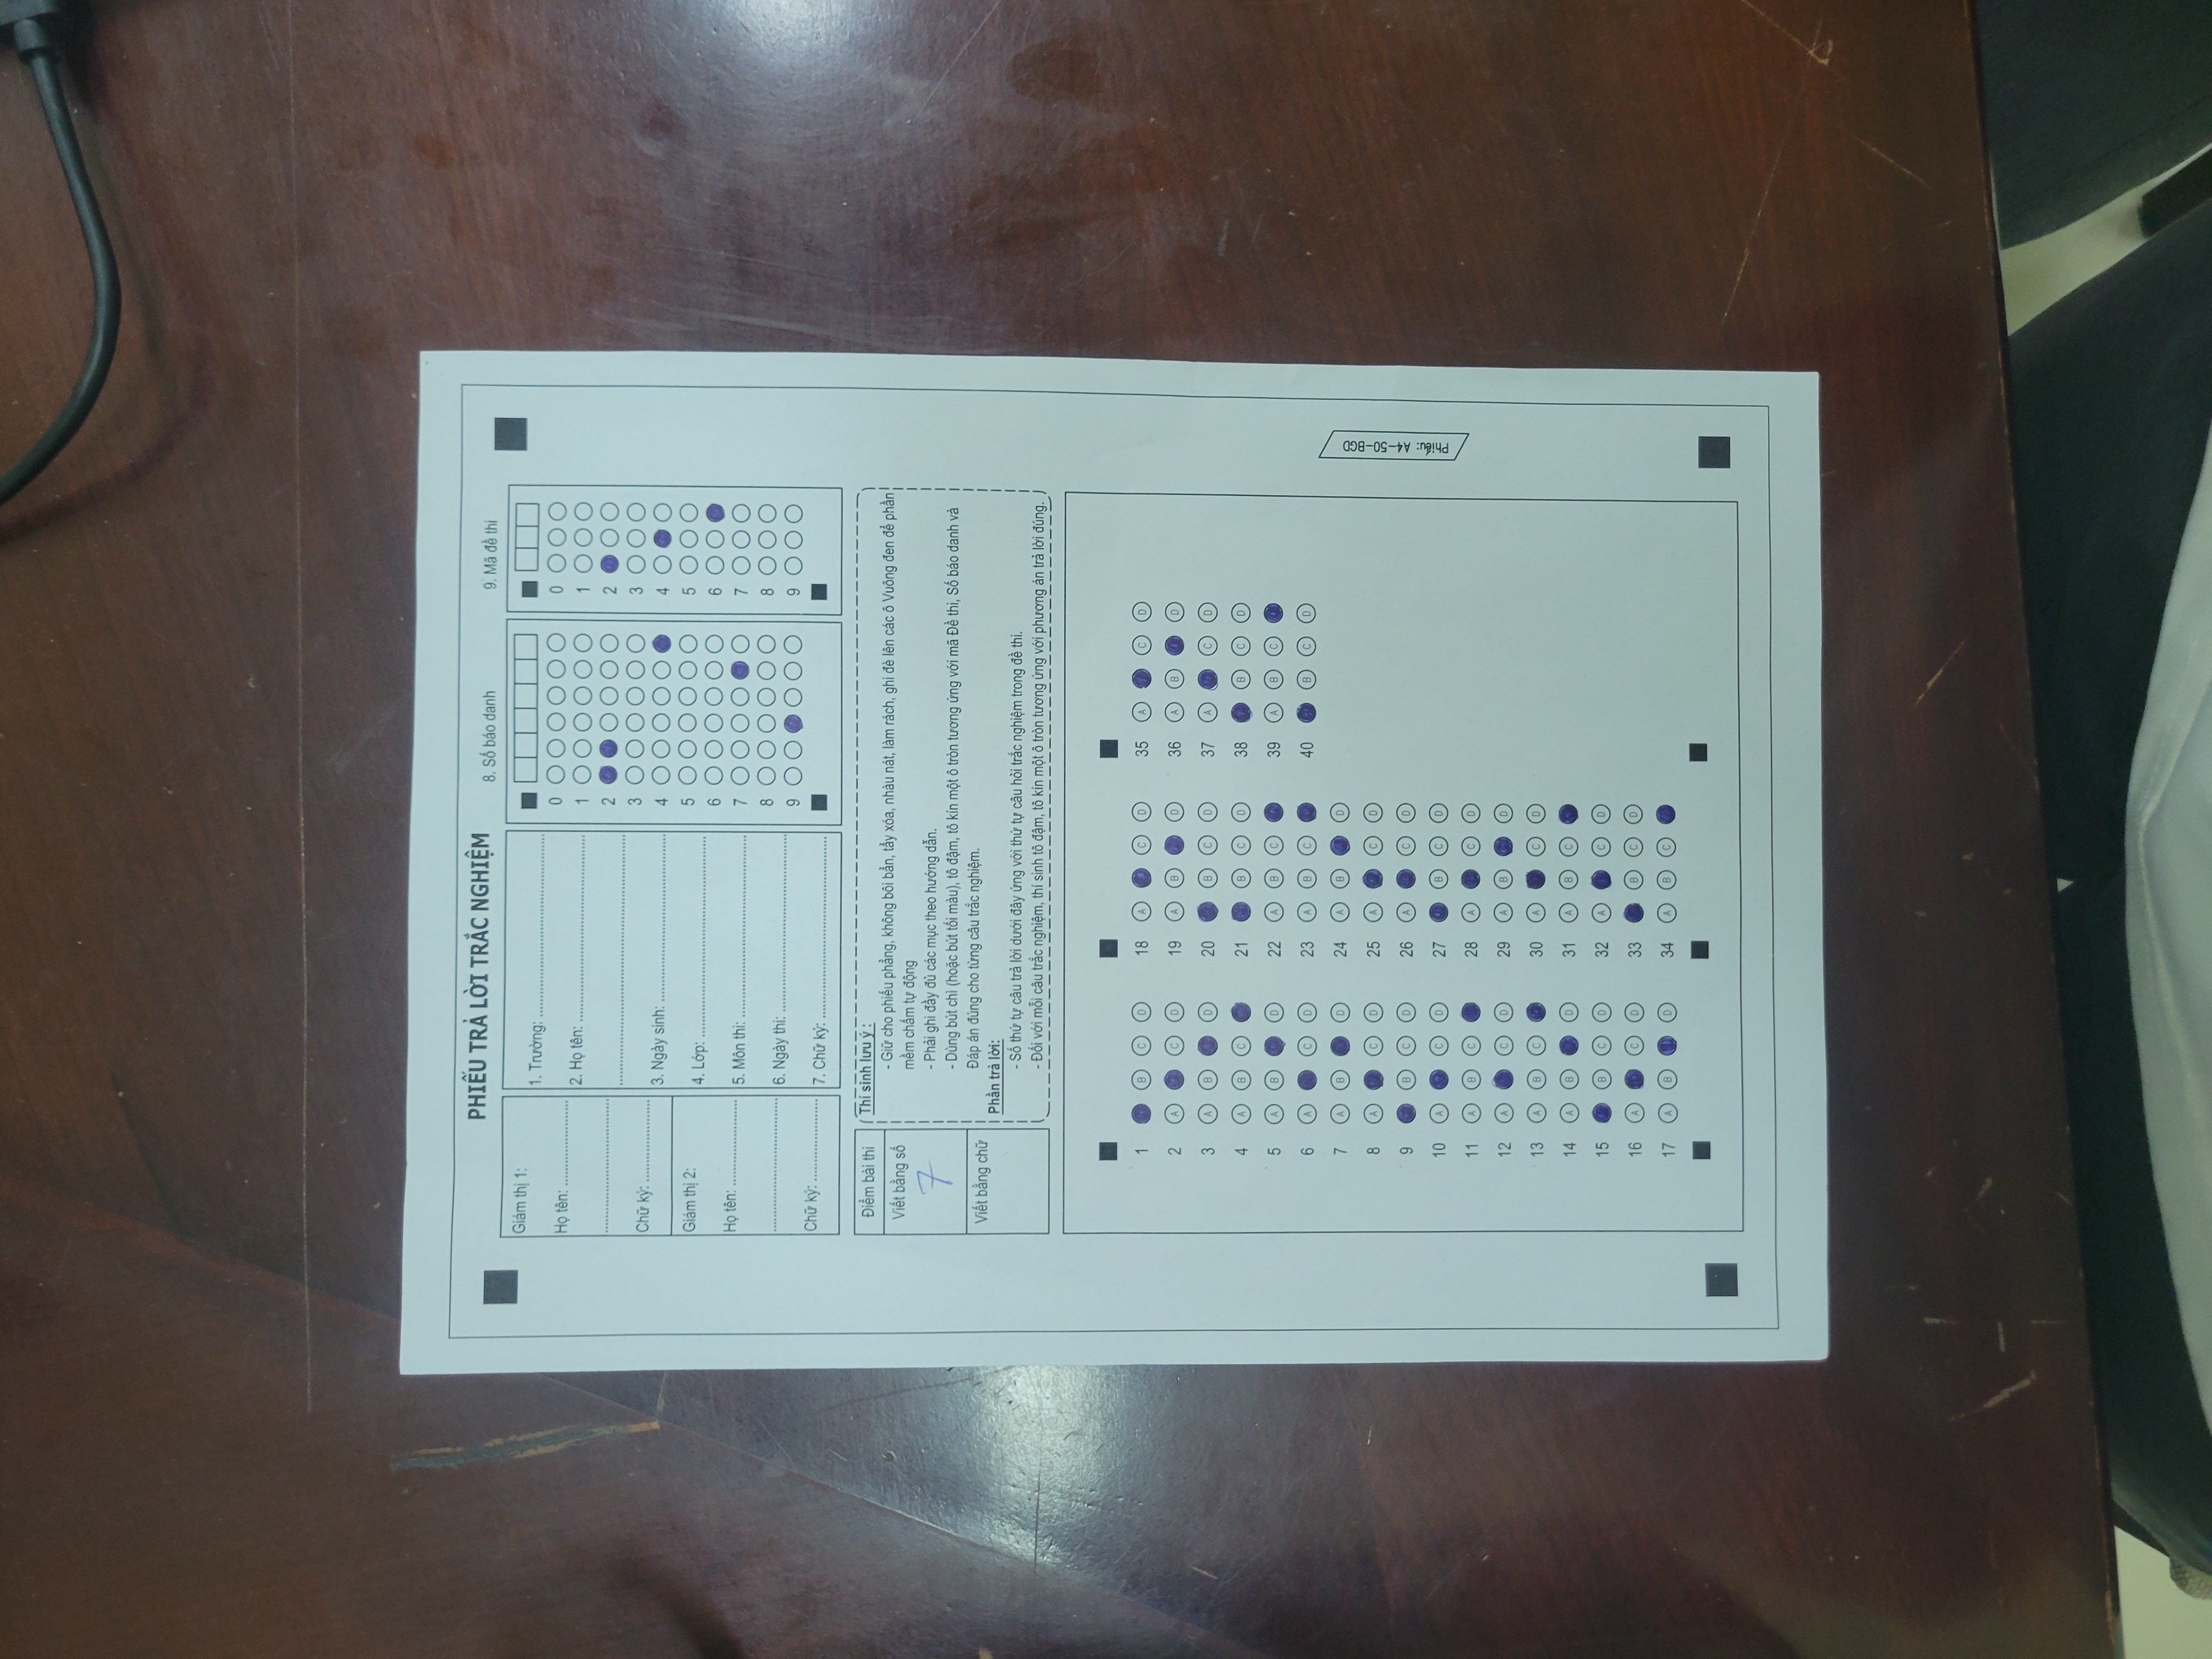 PHIẾU TRẢ LỜI TRẮC NGHIỆM
8. Số báo danh
9. Mã đề thi
Giám thị 1:
Họ tên: ........................
........................................
Chữ ký: ........................
Giám thị 2:
Họ tên: ........................
........................................
Chữ ký: ........................
1. Trường: ........................................
2. Họ tên: ........................................
........................................................
3. Ngày sinh: ........................................
4. Lớp: ........................................
5. Môn thi: ........................................
6. Ngày thi: ........................................
7. Chữ ký: ........................................
0 0
1 1
2 2
3 3
4 4
5 5
6 6
7 7
8 8
9 9
Điểm bài thi
Viết bằng số
7
Viết bằng chữ
Thí sinh lưu ý :
- Giữ cho phiếu phẳng, không bôi bẩn, tẩy xóa, nhàu nát, làm rách, ghi đè lên các ô Vuông đen để phần
mềm chấm tự động
- Phải ghi đầy đủ các mục theo hướng dẫn.
- Dùng bút chì (hoặc bút tối màu), tô đậm, tô kín một ô tròn tương ứng với mã Đề thi, Số báo danh và
Đáp án đúng cho từng câu trắc nghiệm.
Phần trả lời:
- Số thứ tự câu trả lời dưới đây ứng với thứ tự câu hỏi trắc nghiệm trong đề thi.
- Đối với mỗi câu trắc nghiệm, thí sinh tô đậm, tô kín một ô tròn tương ứng với phương án trả lời đúng.
1 B C D 18 A C D 35 A C D
2 A C D 19 A B D 36 A B D
3 A B D 20 B C D 37 A C D
4 A B C 21 B C D 38 B C D
5 A B D 22 A B C 39 A B C
6 A C D 23 A B C 40 B C D
7 A B D 24 A B D
8 A C D 25 A C D
9 B C D 26 A C D
10 A C D 27 B C D
11 A B C 28 A C D
12 A C D 29 A B D
13 A B C 30 A C D
14 A B D 31 A B C
15 B C D 32 A C D
16 A C D 33 B C D
17 A B D 34 A B C
Phiếu: A4-50-BGD